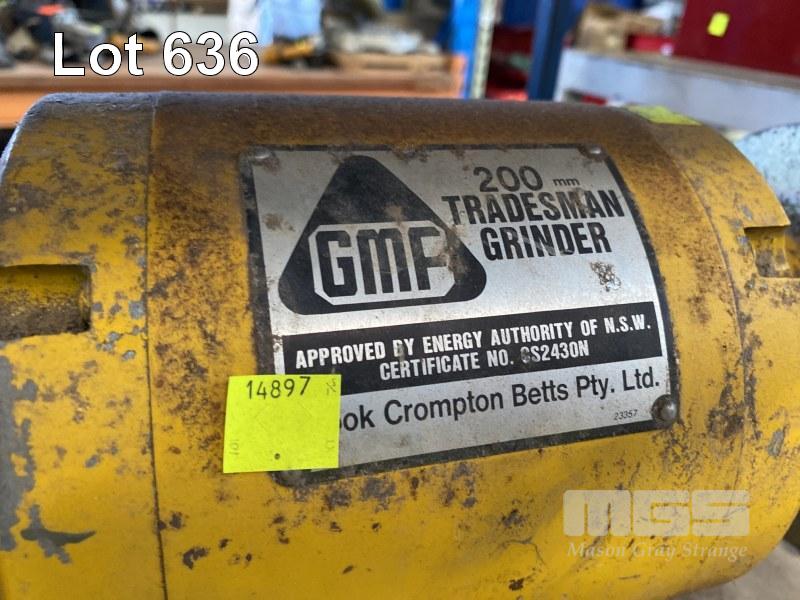 Lot 636
GMF
200 mm
TRADESMAN
GRINDER
APPROVED BY ENERGY AUTHORITY OF N.S.W.
CERTIFICATE NO. CS2430N
Crompton Betts Pty. Ltd.
23357
14897
MGS
Mason Gray Strange